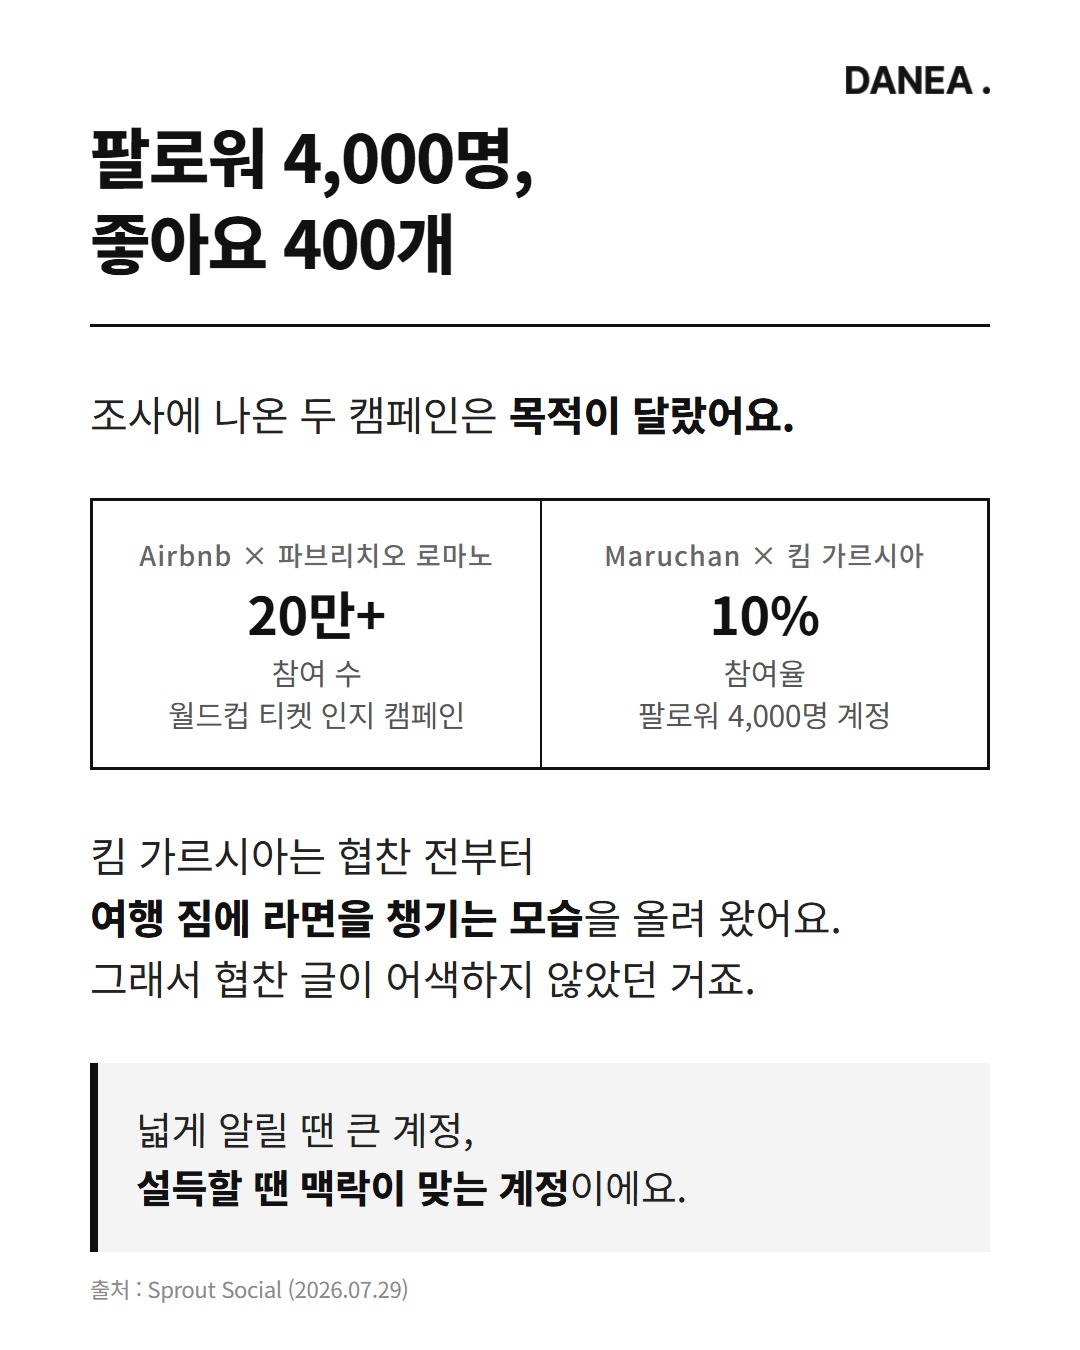 DANEA .
팔로워 4,000명,
좋아요 400개
조사에 나온 두 캠페인은 목적이 달랐어요.
Airbnb × 파브리치오 로마노
20만+
참여 수
월드컵 티켓 인지 캠페인
Maruchan × 킴 가르시아
10%
참여율
팔로워 4,000명 계정
킴 가르시아는 협찬 전부터
여행 짐에 라면을 챙기는 모습을 올려 왔어요.
그래서 협찬 글이 어색하지 않았던 거죠.
넓게 알릴 땐 큰 계정,
설득할 땐 맥락이 맞는 계정이에요.
출처 : Sprout Social (2026.07.29)